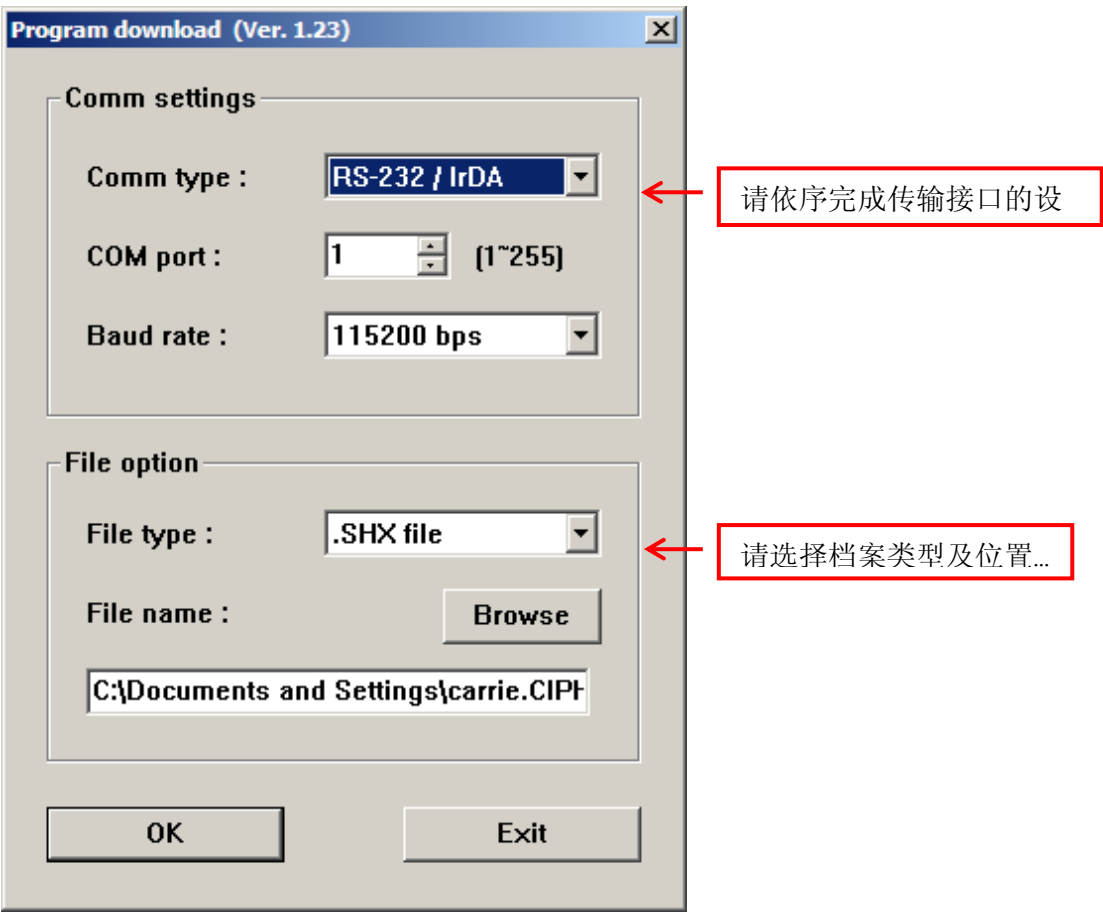 Program download (Ver. 1.23)
Comm settings
Comm type :
RS-232 / IrDA
请依序完成传输接口的设
COM port :
1
(1~255)
Baud rate :
115200 bps
File option
File type :
.SHX file
请选择档案类型及位置...
File name :
Browse
C:\Documents and Settings\carrie.CIPH
OK
Exit